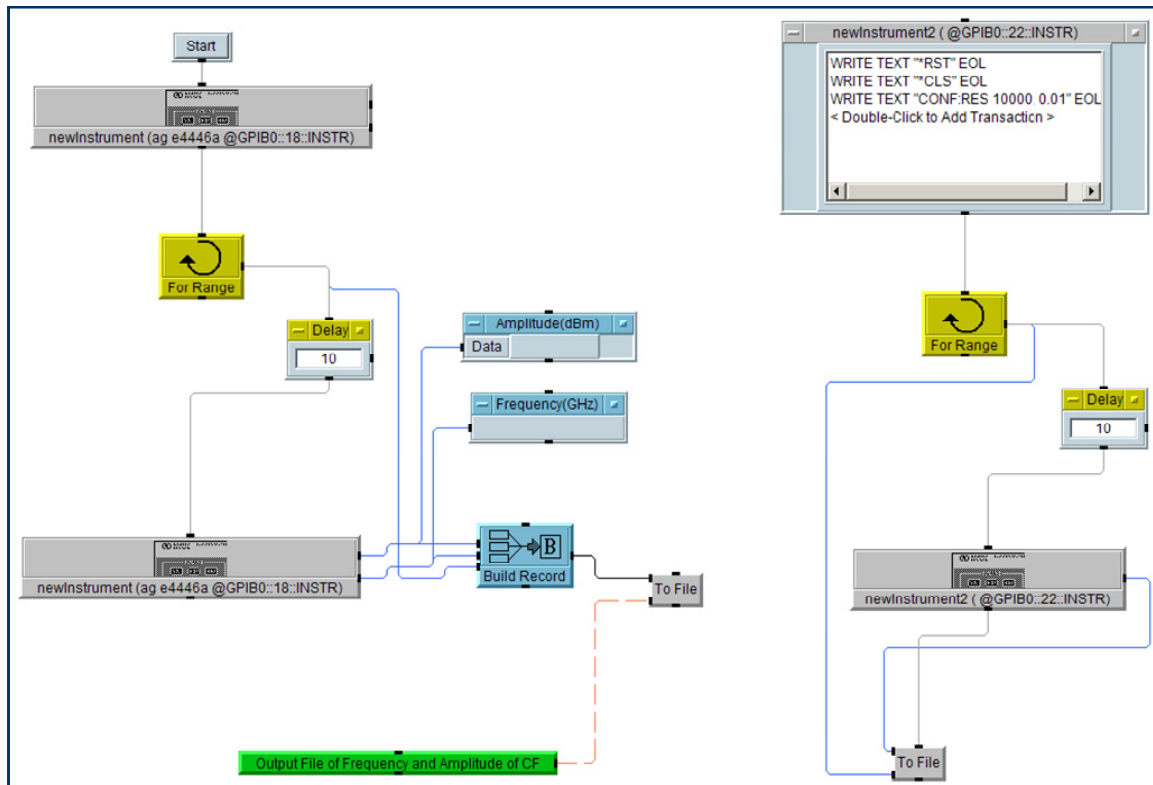 Start
newInstrument (ag e4446a @GPIB0::18::INSTR)
For Range
Delay
10
Amplitude(dBm)
Data
Frequency(GHz)
newInstrument (ag e4446a @GPIB0::18::INSTR)
B
Build Record
To File
Output File of Frequency and Amplitude of CF
newInstrument2 ( @GPIB0::22::INSTR)
WRITE TEXT "*RST" EOL
WRITE TEXT "*CLS" EOL
WRITE TEXT "CONF:RES 10000, 0.01" EOL
< Double-Click to Add Transaction >
For Range
Delay
10
newInstrument2 ( @GPIB0::22::INSTR)
To File